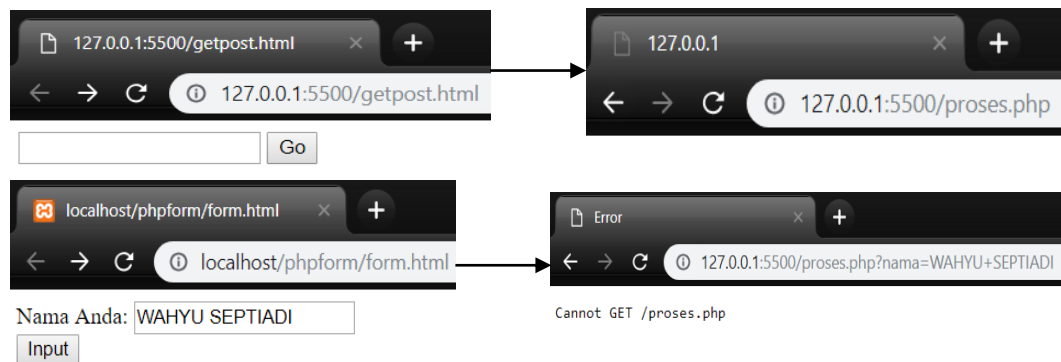 127.0.0.1:5500/getpost.html
127.0.0.1:5500/getpost.html
Go
127.0.0.1
127.0.0.1:5500/proses.php
localhost/phpform/form.html
localhost/phpform/form.html
Nama Anda: WAHYU SEPTIADI
Input
Error
127.0.0.1:5500/proses.php?nama=WAHYU+SEPTIADI
Cannot GET /proses.php